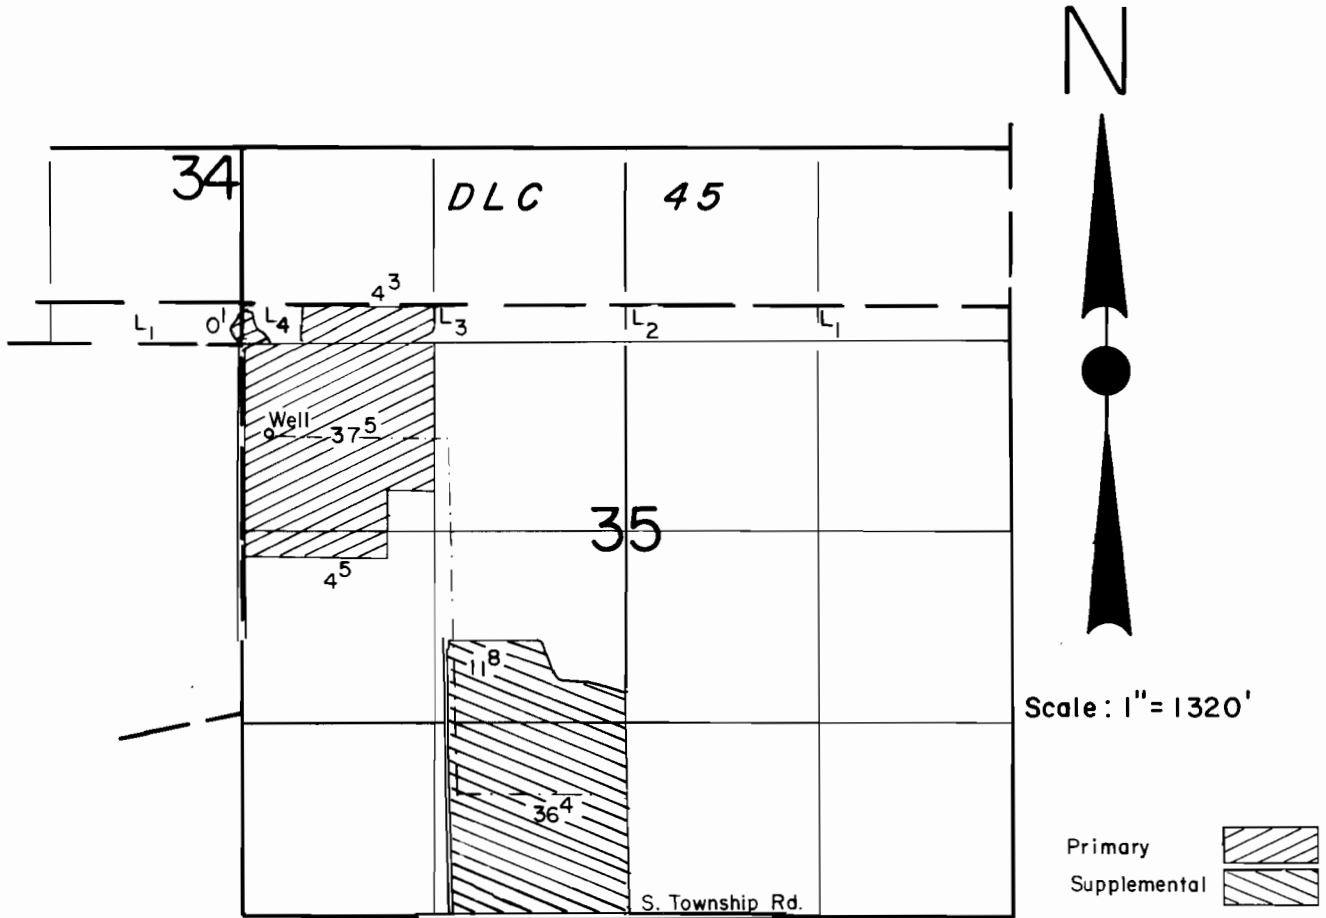 N
34
DLC 45
4³
L₁ 0¹ L₄ L₃ L₂ L₁
Well
37⁵
35
4⁵
11⁸
Scale: 1"=1320'
36⁴
Primary
Supplemental
S. Township Rd.